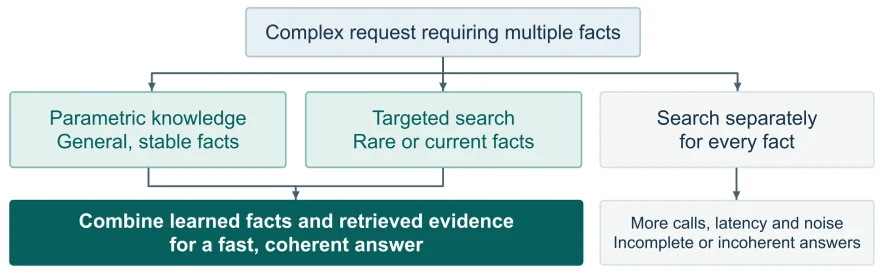 Complex request requiring multiple facts
Parametric knowledge
General, stable facts
Targeted search
Rare or current facts
Search separately
for every fact
Combine learned facts and retrieved evidence
for a fast, coherent answer
More calls, latency and noise
Incomplete or incoherent answers